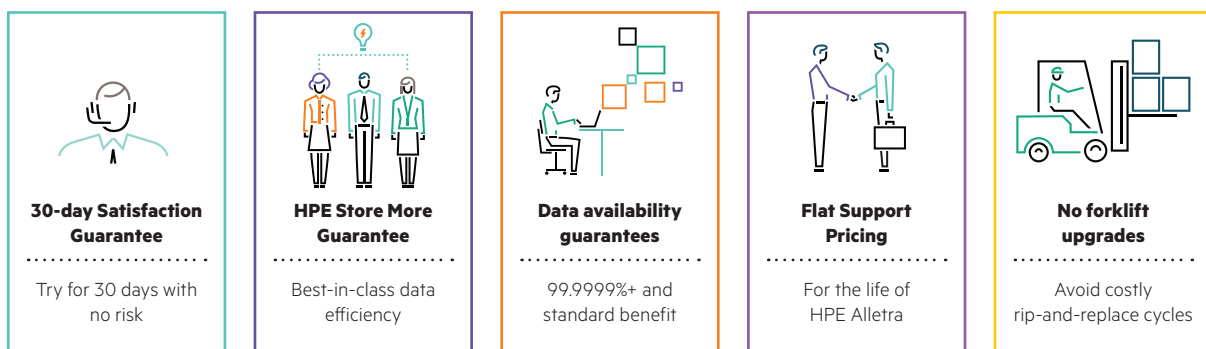 30-day Satisfaction
Guarantee
Try for 30 days with
no risk
HPE Store More
Guarantee
Best-in-class data
efficiency
Data availability
guarantees
99.9999%+ and
standard benefit
Flat Support
Pricing
For the life of
HPE Alletra
No forklift
upgrades
Avoid costly
rip-and-replace cycles